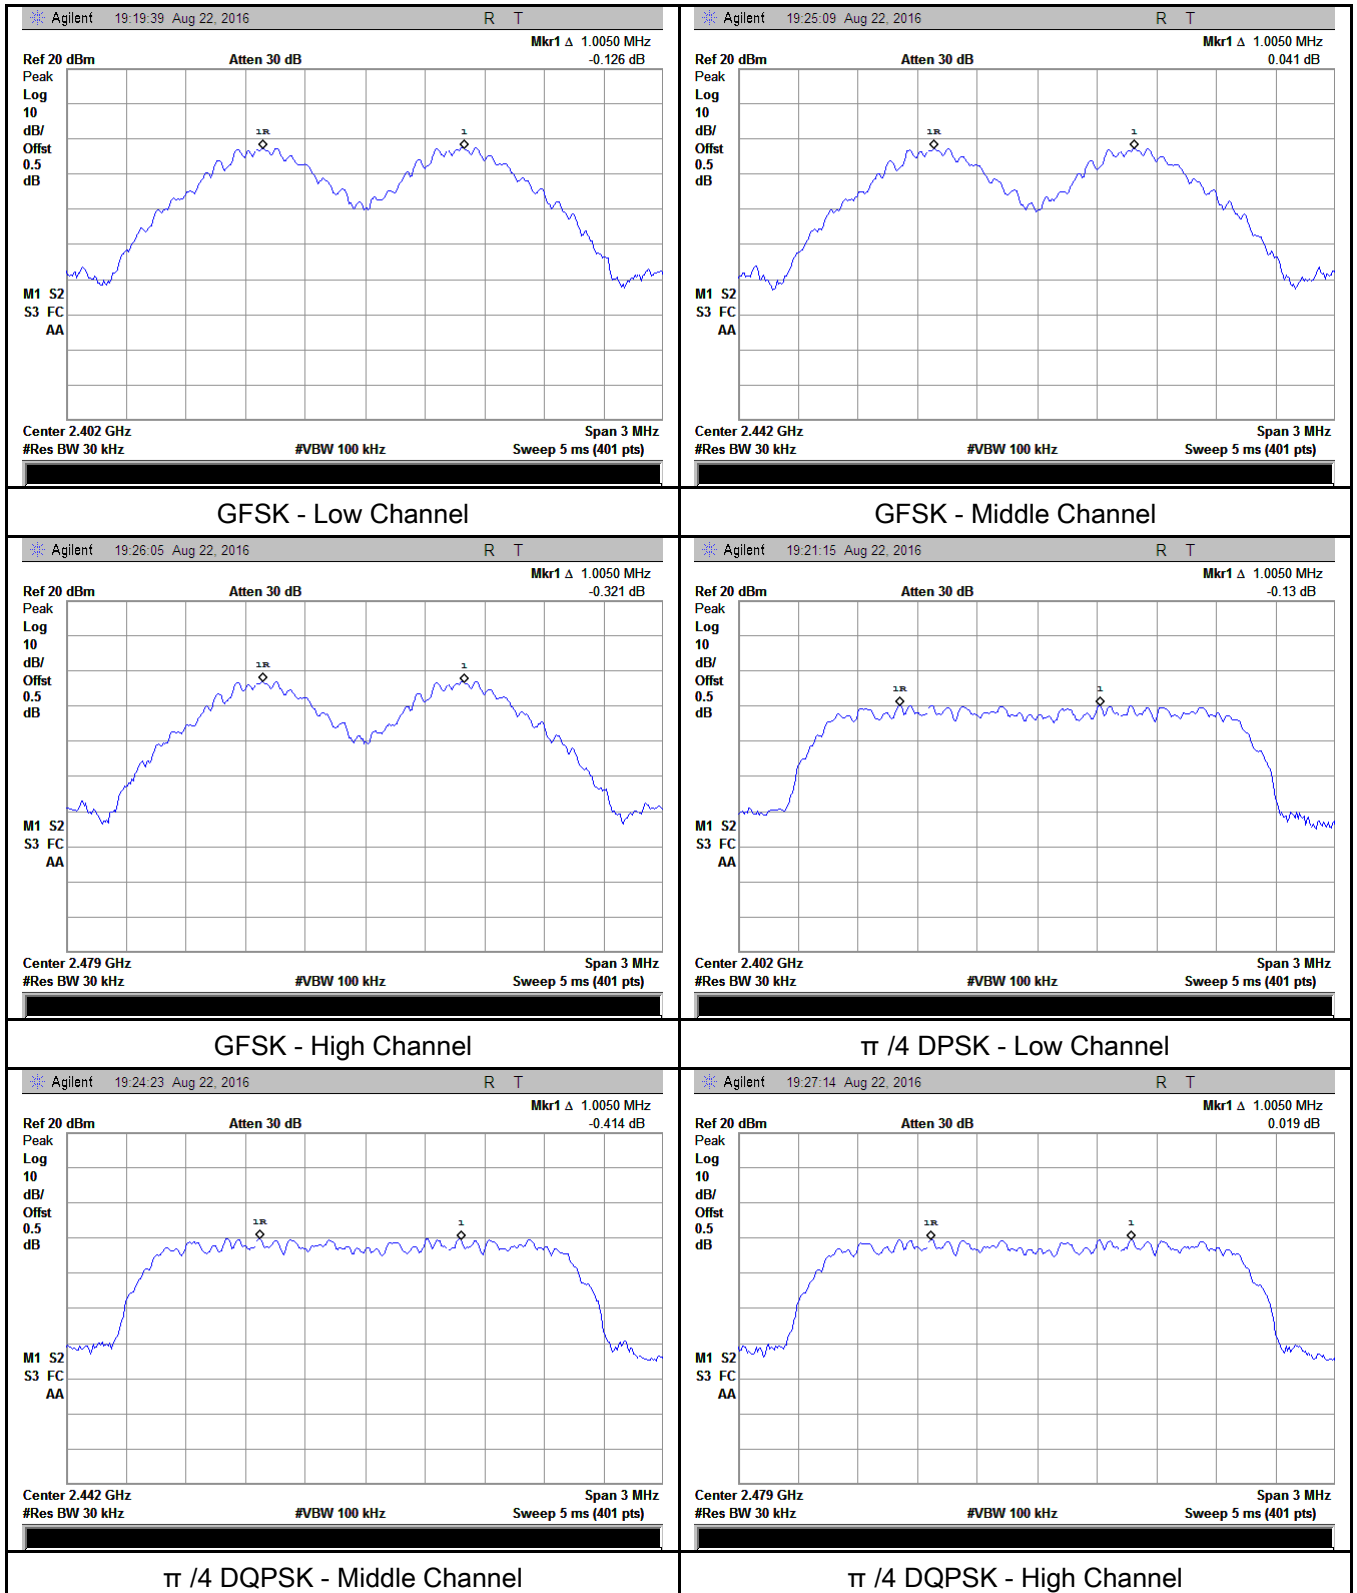 Agilent 19:19:39 Aug 22, 2016 R T
Mkr1 Δ 1.0050 MHz
Ref 20 dBm Atten 30 dB -0.126 dB
Peak
Log
10
dB/
Offst
0.5
dB
1R 1
M1 S2
S3 FC
AA
Center 2.402 GHz Span 3 MHz
#Res BW 30 kHz #VBW 100 kHz Sweep 5 ms (401 pts)
GFSK - Low Channel
Agilent 19:25:09 Aug 22, 2016 R T
Mkr1 Δ 1.0050 MHz
Ref 20 dBm Atten 30 dB 0.041 dB
Peak
Log
10
dB/
Offst
0.5
dB
1R 1
M1 S2
S3 FC
AA
Center 2.442 GHz Span 3 MHz
#Res BW 30 kHz #VBW 100 kHz Sweep 5 ms (401 pts)
GFSK - Middle Channel
Agilent 19:26:05 Aug 22, 2016 R T
Mkr1 Δ 1.0050 MHz
Ref 20 dBm Atten 30 dB -0.321 dB
Peak
Log
10
dB/
Offst
0.5
dB
1R 1
M1 S2
S3 FC
AA
Center 2.479 GHz Span 3 MHz
#Res BW 30 kHz #VBW 100 kHz Sweep 5 ms (401 pts)
GFSK - High Channel
Agilent 19:21:15 Aug 22, 2016 R T
Mkr1 Δ 1.0050 MHz
Ref 20 dBm Atten 30 dB -0.13 dB
Peak
Log
10
dB/
Offst
0.5
dB
1R 1
M1 S2
S3 FC
AA
Center 2.402 GHz Span 3 MHz
#Res BW 30 kHz #VBW 100 kHz Sweep 5 ms (401 pts)
π /4 DPSK - Low Channel
Agilent 19:24:23 Aug 22, 2016 R T
Mkr1 Δ 1.0050 MHz
Ref 20 dBm Atten 30 dB -0.414 dB
Peak
Log
10
dB/
Offst
0.5
dB
1R 1
M1 S2
S3 FC
AA
Center 2.442 GHz Span 3 MHz
#Res BW 30 kHz #VBW 100 kHz Sweep 5 ms (401 pts)
π /4 DQPSK - Middle Channel
Agilent 19:27:14 Aug 22, 2016 R T
Mkr1 Δ 1.0050 MHz
Ref 20 dBm Atten 30 dB 0.019 dB
Peak
Log
10
dB/
Offst
0.5
dB
1R 1
M1 S2
S3 FC
AA
Center 2.479 GHz Span 3 MHz
#Res BW 30 kHz #VBW 100 kHz Sweep 5 ms (401 pts)
π /4 DQPSK - High Channel